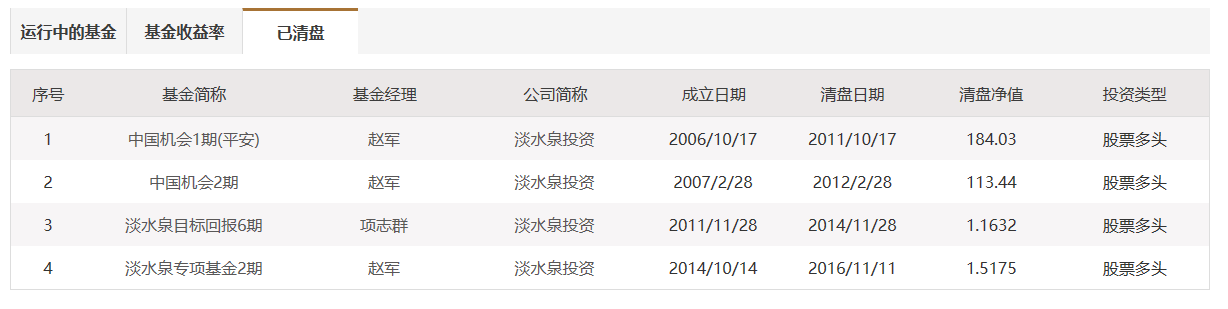 运行中的基金 基金收益率 已清盘
序号 基金简称 基金经理 公司简称 成立日期 清盘日期 清盘净值 投资类型
1 中国机会1期(平安) 赵军 淡水泉投资 2006/10/17 2011/10/17 184.03 股票多头
2 中国机会2期 赵军 淡水泉投资 2007/2/28 2012/2/28 113.44 股票多头
3 淡水泉目标回报6期 项志群 淡水泉投资 2011/11/28 2014/11/28 1.1632 股票多头
4 淡水泉专项基金2期 赵军 淡水泉投资 2014/10/14 2016/11/11 1.5175 股票多头